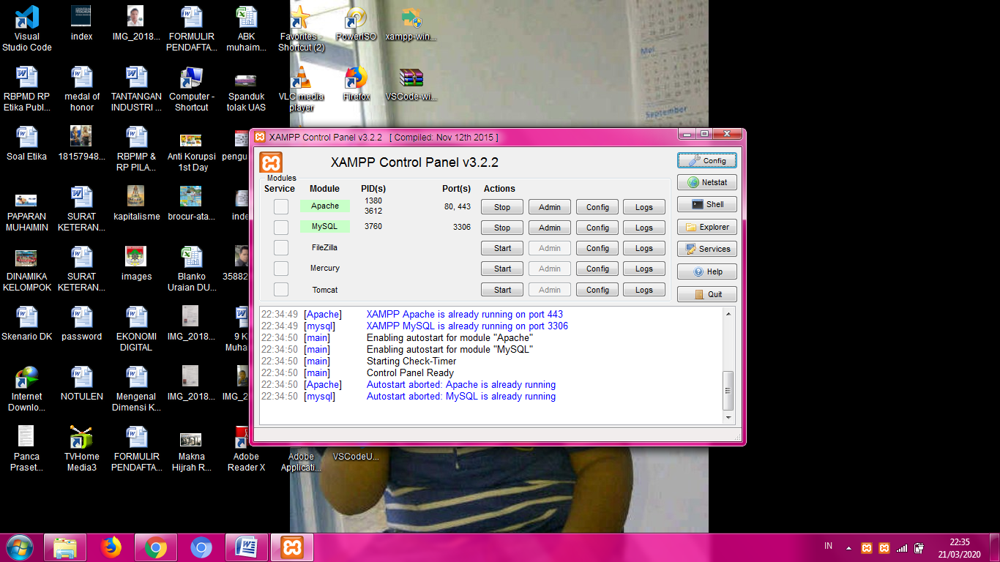 Visual
Studio Code
index
IMG_2018...
FORMULIR
PENDAFTA...
ABK
muhaim...
Favorites -
Shortcut (2)
PowerISO
xampp-win...
RBPMD RP
Etika Publ...
medal of
honor
TANTANGAN
INDUSTRI ...
Computer -
Shortcut
Spanduk
tolak UAS
VLC media
player
Firefox
VSCode-wi...
Mei
September
Soal Etika
18157948...
RBPMP &
RP PILA...
Anti Korupsi
1st Day
pengu
PAPARAN
MUHAIMIN
SURAT
KETERAN...
kapitalisme
brocur-ata...
inde
DINAMIKA
KELOMPOK
SURAT
KETERAN...
images
Blanko
Uraian DU...
35882
Skenario DK
password
EKONOMI
DIGITAL
IMG_2018...
9 K
Muha
Internet
Downlo...
NOTULEN
Mengenal
Dimensi K...
IMG_2018...
IMG_2
Panca
Praset...
TVHome
Media3
FORMULIR
PENDAFTA...
Makna
Hijrah R...
Adobe
Reader X
Adobe
Applicati...
VSCodeU...
XAMPP Control Panel v3.2.2 [ Compiled: Nov 12th 2015 ]
XAMPP Control Panel v3.2.2
Modules
Service Module PID(s) Port(s) Actions
Apache 1380
3612 80, 443 Stop Admin Config Logs
MySQL 3760 3306 Stop Admin Config Logs
FileZilla Start Admin Config Logs
Mercury Start Admin Config Logs
Tomcat Start Admin Config Logs
Config
Netstat
Shell
Explorer
Services
Help
Quit
22:34:49 [Apache] XAMPP Apache is already running on port 443
22:34:49 [mysql] XAMPP MySQL is already running on port 3306
22:34:50 [main] Enabling autostart for module "Apache"
22:34:50 [main] Enabling autostart for module "MySQL"
22:34:50 [main] Starting Check-Timer
22:34:50 [main] Control Panel Ready
22:34:50 [Apache] Autostart aborted: Apache is already running
22:34:50 [mysql] Autostart aborted: MySQL is already running
IN
22:35
21/03/2020